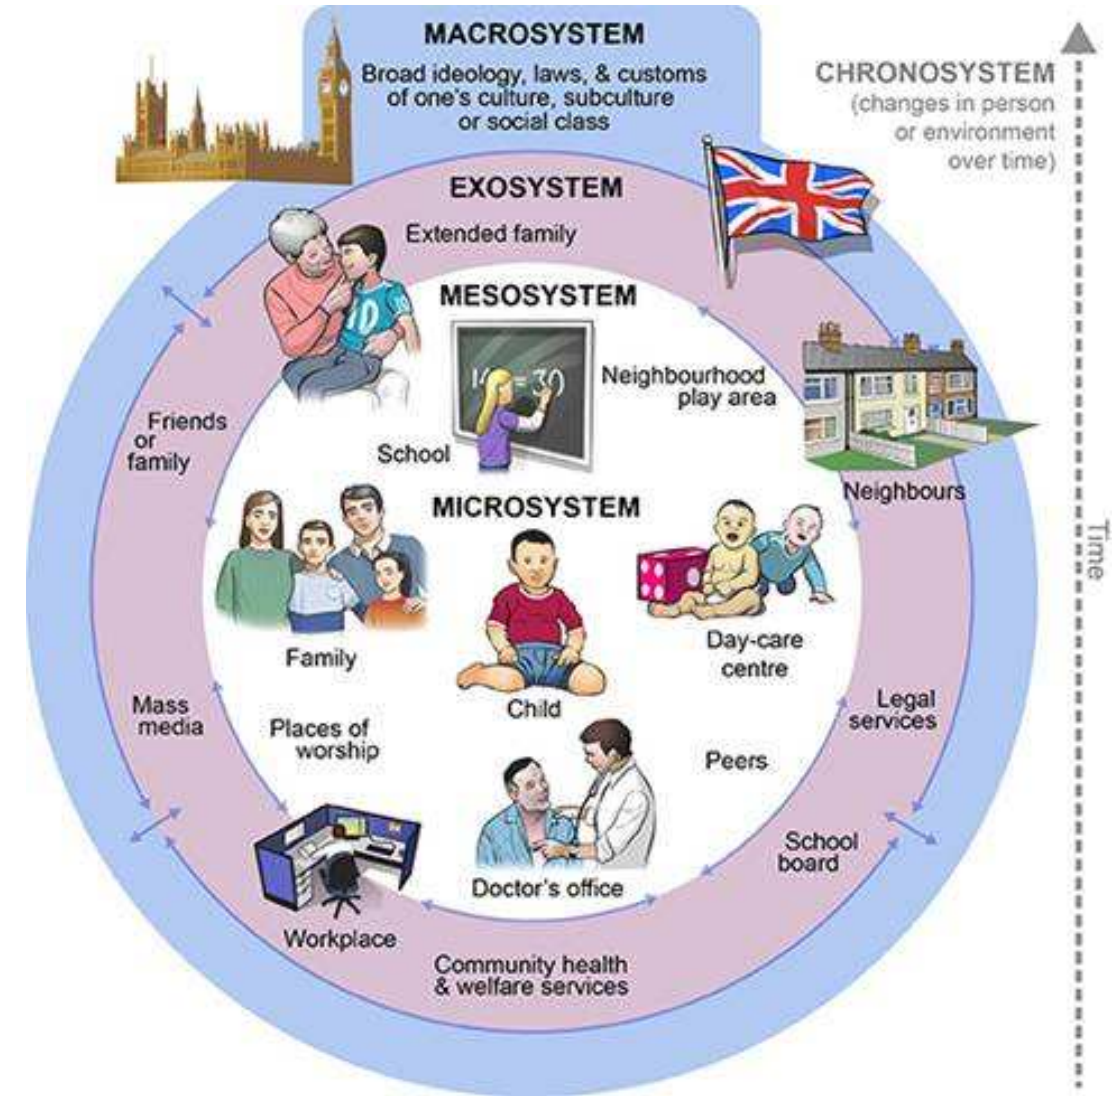 MACROSYSTEM
Broad ideology, laws, & customs
of one's culture, subculture
or social class
CHRONOSYSTEM
(changes in person
or environment
over time)
EXOSYSTEM
Extended family
MESOSYSTEM
16 = 30
Neighbourhood
play area
School
Friends
or
family
Neighbours
MICROSYSTEM
Time
Family
Day-care
centre
Child
Mass
media
Places of
worship
Legal
services
Peers
School
board
Doctor's office
Workplace
Community health
& welfare services